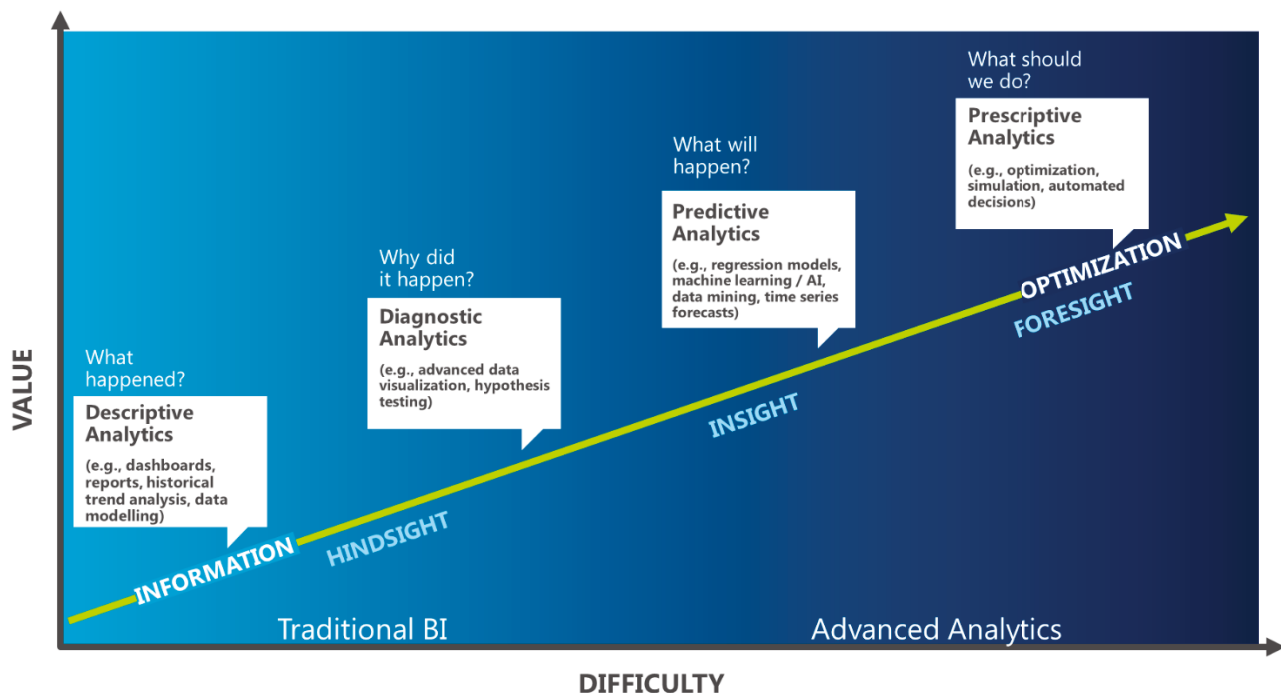 What should
we do?
Prescriptive
Analytics
(e.g., optimization,
simulation, automated
decisions)
What will
happen?
Predictive
Analytics
(e.g., regression models,
machine learning / AI,
data mining, time series
forecasts)
Why did
it happen?
Diagnostic
Analytics
(e.g., advanced data
visualization, hypothesis
testing)
What
happened?
Descriptive
Analytics
(e.g., dashboards,
reports, historical
trend analysis, data
modelling)
INFORMATION
HINDSIGHT
INSIGHT
OPTIMIZATION
FORESIGHT
VALUE
Traditional BI
Advanced Analytics
DIFFICULTY